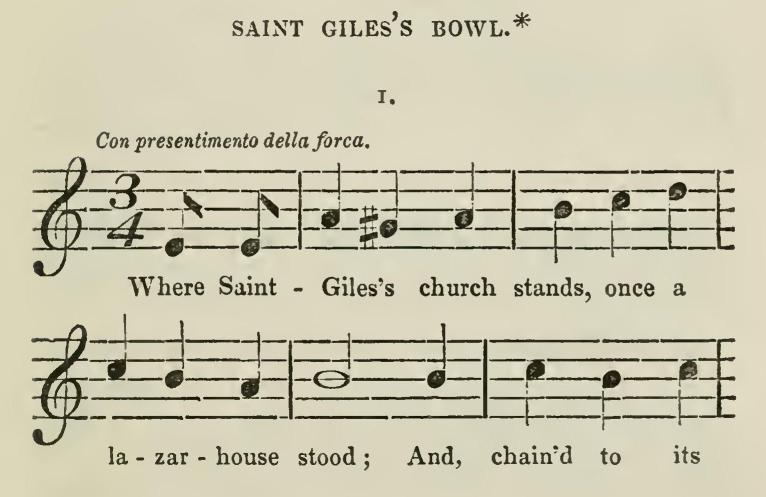 SAINT GILES'S BOWL.*
I.
Con presentimento della forca.
3
4
Where Saint - Giles's church stands, once a
la - zar - house stood; And, chain'd to its